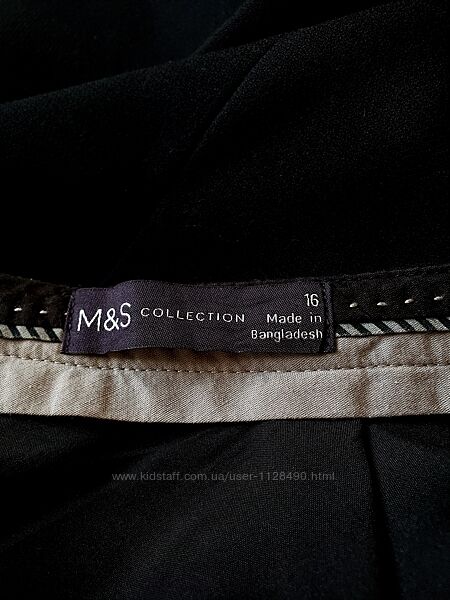 M&S COLLECTION
16
Made in
Bangladesh
www.kidstaff.com.ua/user-1128490.html